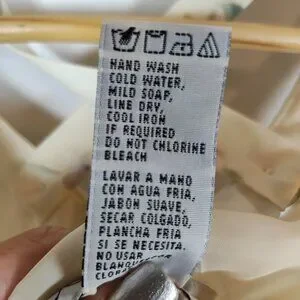 HAND WASH
COLD WATER,
MILD SOAP,
LINE DRY,
COOL IRON
IF REQUIRED
DO NOT CHLORINE
BLEACH
LAVAR A MANO
CON AGUA FRIA,
JABON SUAVE,
SECAR COLGADO,
PLANCHA FRIA
SI SE NECESITA.
NO USAR